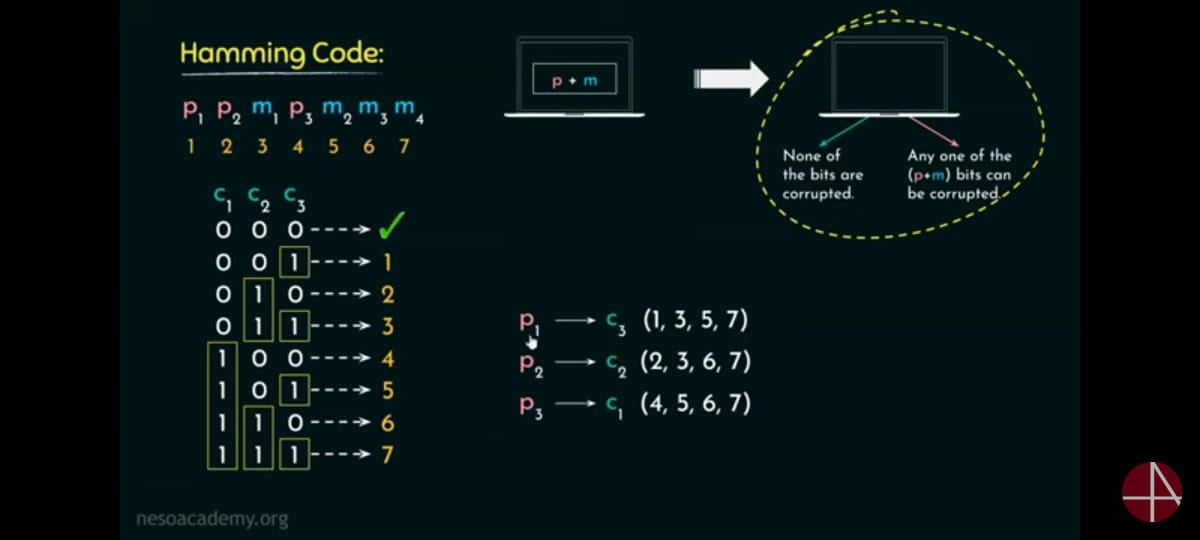 Hamming Code:
p1 p2 m1 p3 m2 m3 m4
1 2 3 4 5 6 7
c1 c2 c3
0 0 0 ----> ✓
0 0 1 ----> 1
0 1 0 ----> 2
0 1 1 ----> 3
1 0 0 ----> 4
1 0 1 ----> 5
1 1 0 ----> 6
1 1 1 ----> 7
p + m
None of
the bits are
corrupted.
Any one of the
(p+m) bits can
be corrupted.
p1 → c3 (1, 3, 5, 7)
p2 → c2 (2, 3, 6, 7)
p3 → c1 (4, 5, 6, 7)
nesoacademy.org